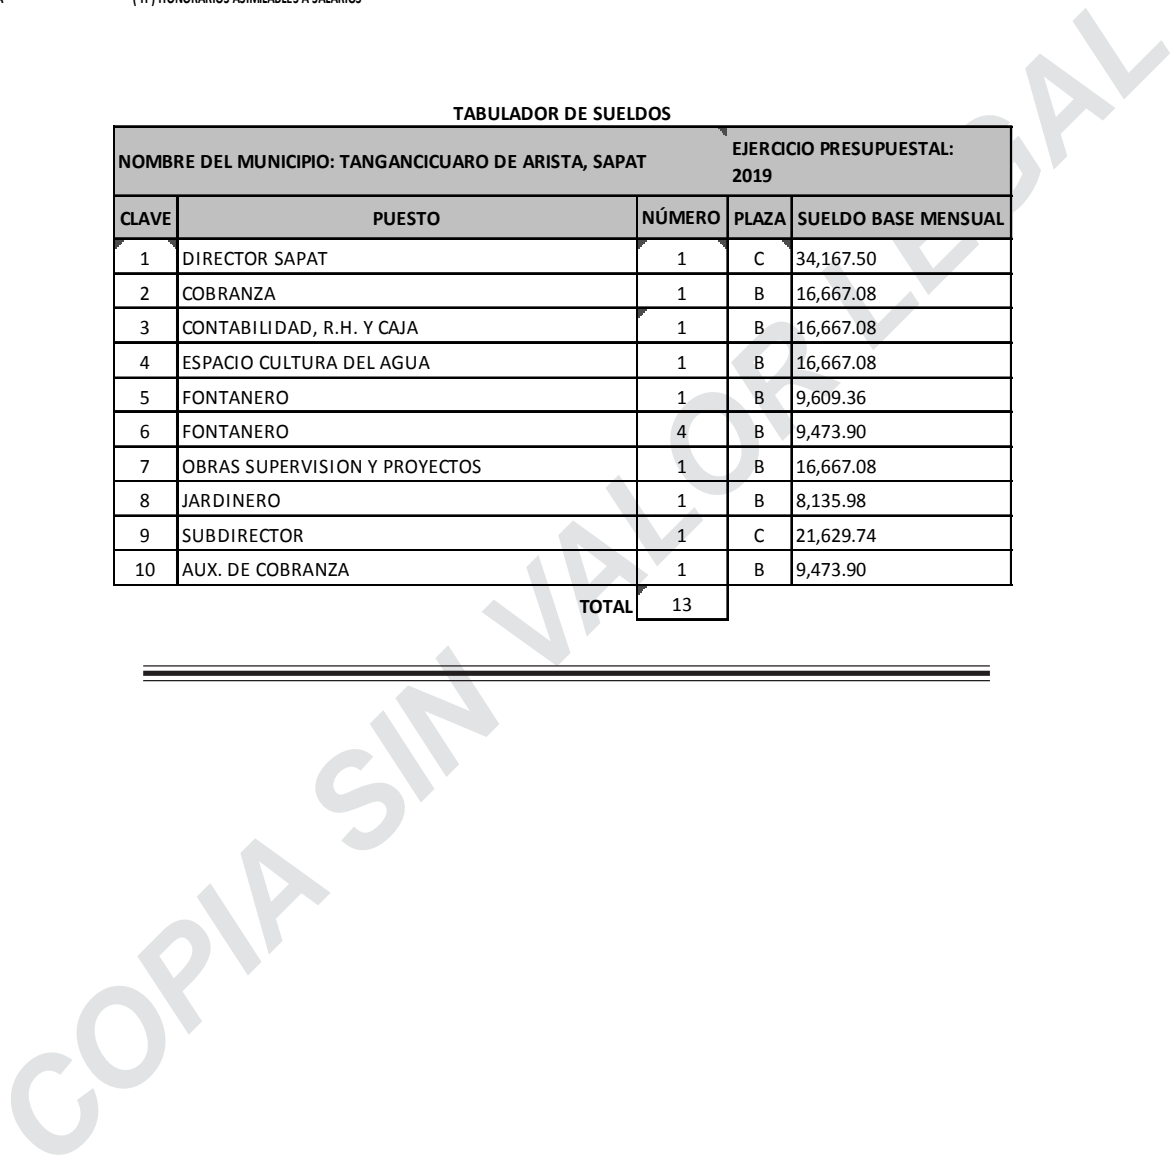 TABULADOR DE SUELDOS
NOMBRE DEL MUNICIPIO: TANGANCICUARO DE ARISTA, SAPAT EJERCICIO PRESUPUESTAL: 2019
CLAVE PUESTO NÚMERO PLAZA SUELDO BASE MENSUAL
1 DIRECTOR SAPAT 1 C 34,167.50
2 COBRANZA 1 B 16,667.08
3 CONTABILIDAD, R.H. Y CAJA 1 B 16,667.08
4 ESPACIO CULTURA DEL AGUA 1 B 16,667.08
5 FONTANERO 1 B 9,609.36
6 FONTANERO 4 B 9,473.90
7 OBRAS SUPERVISION Y PROYECTOS 1 B 16,667.08
8 JARDINERO 1 B 8,135.98
9 SUBDIRECTOR 1 C 21,629.74
10 AUX. DE COBRANZA 1 B 9,473.90
TOTAL 13
COPIA SIN VALOR LEGAL